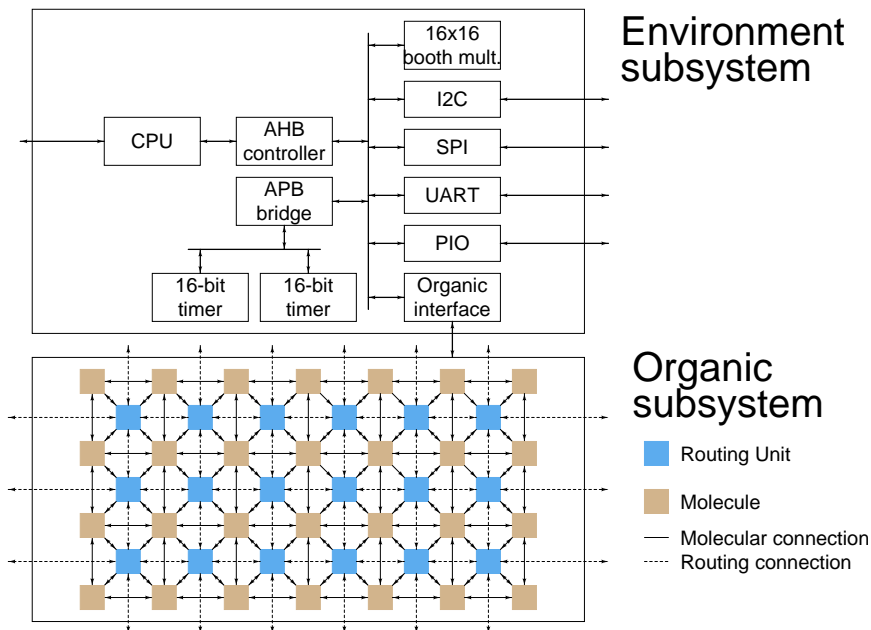 Environment
subsystem
16x16
booth mult.
I2C
CPU
AHB
controller
SPI
APB
bridge
UART
PIO
16-bit
timer
16-bit
timer
Organic
interface
Organic
subsystem
Routing Unit
Molecule
Molecular connection
Routing connection